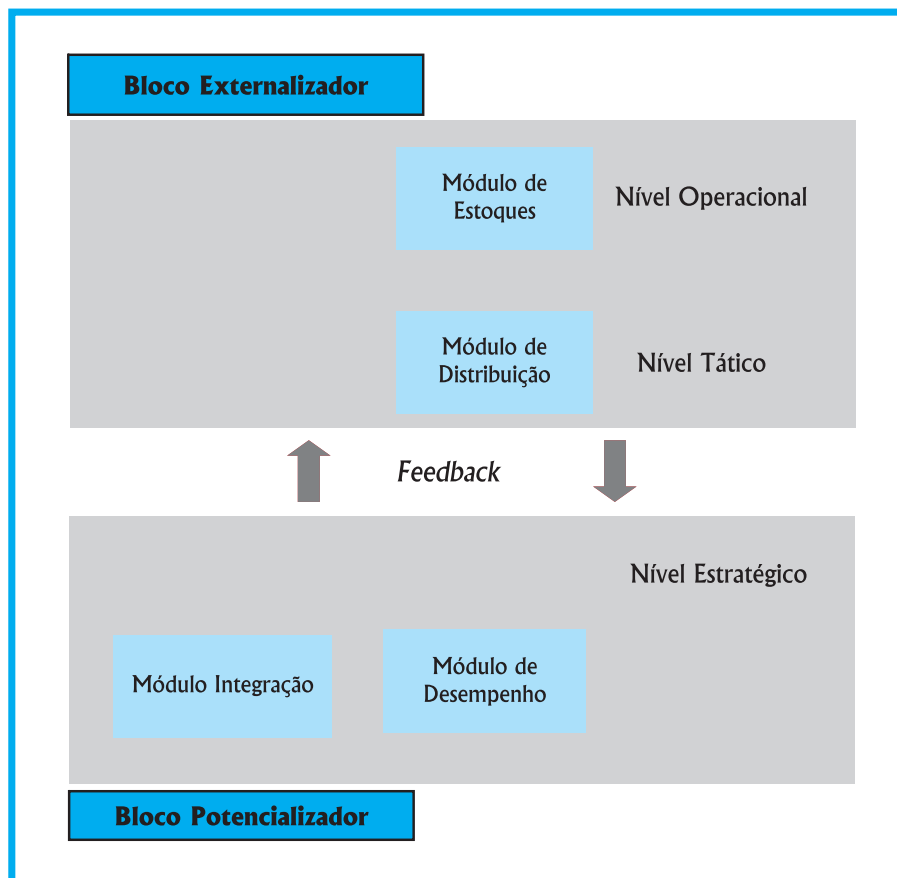 Bloco Externalizador
Módulo de
Estoques
Nível Operacional
Módulo de
Distribuição
Nível Tático
Feedback
Nível Estratégico
Módulo Integração
Módulo de
Desempenho
Bloco Potencializador